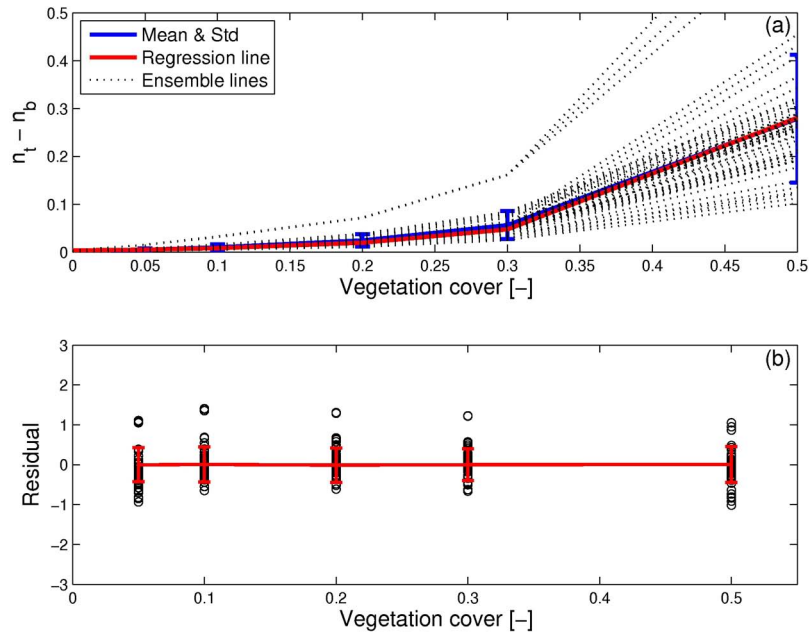 (a)
Mean & Std
Regression line
Ensemble lines
n_t − n_b
0.5
0.4
0.3
0.2
0.1
0
0 0.05 0.1 0.15 0.2 0.25 0.3 0.35 0.4 0.45 0.5
Vegetation cover [−]
(b)
Residual
3
2
1
0
−1
−2
−3
0 0.1 0.2 0.3 0.4 0.5
Vegetation cover [−]